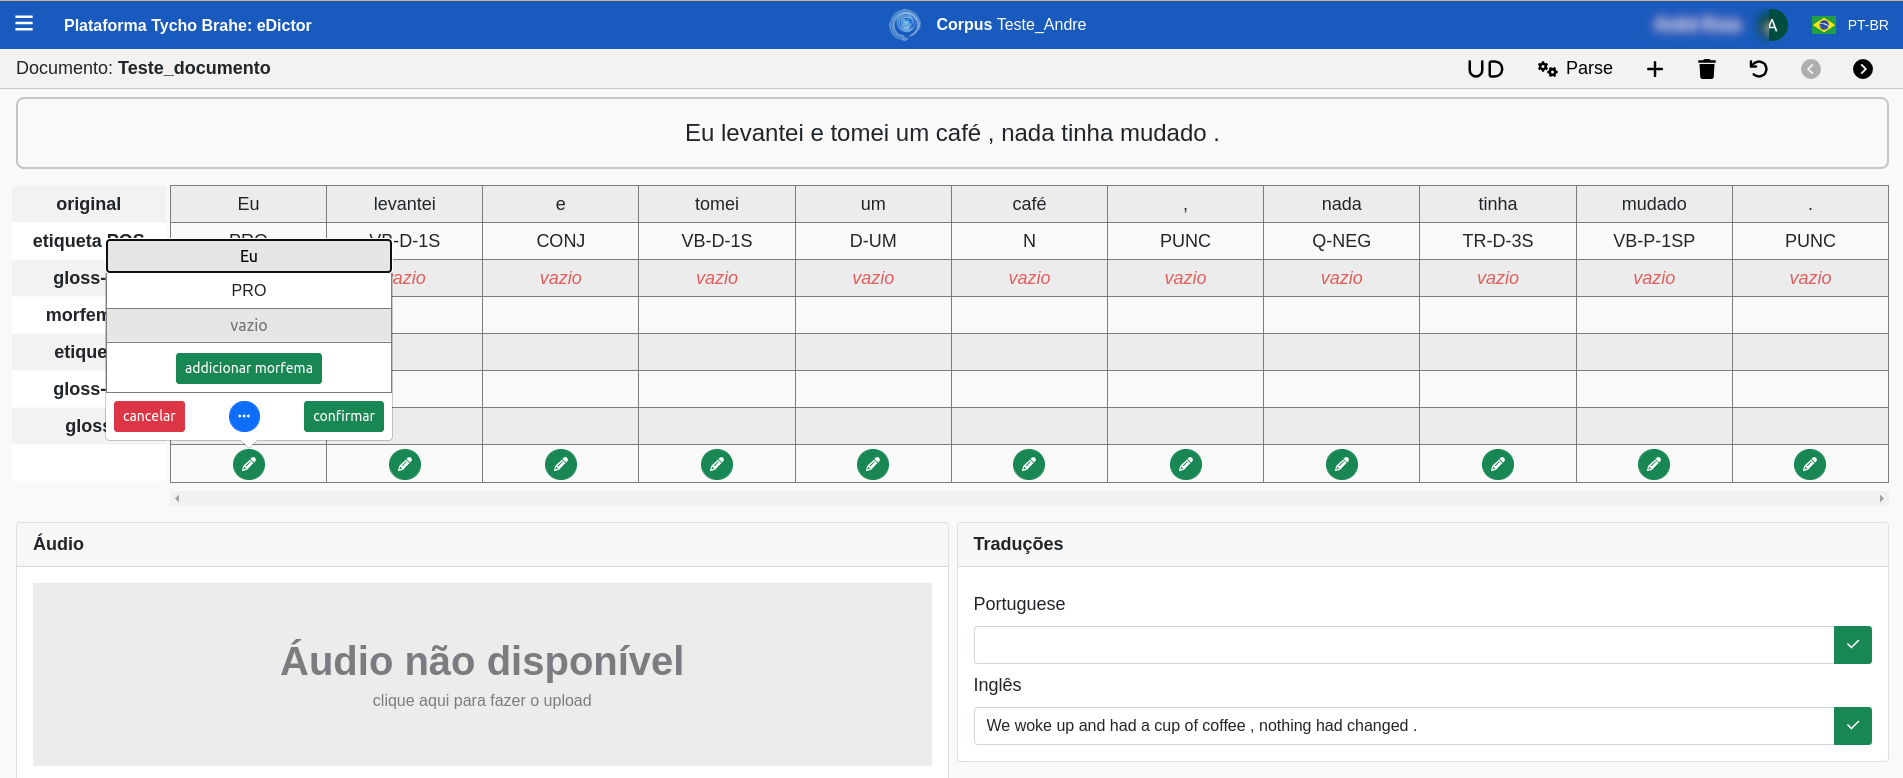 Plataforma Tycho Brahe: eDictor
Corpus Teste_Andre
A
PT-BR
Documento: Teste_documento
UD
Parse
Eu levantei e tomei um café , nada tinha mudado .
original Eu levantei e tomei um café , nada tinha mudado .
etiqueta VB-D-1S CONJ VB-D-1S D-UM N PUNC Q-NEG TR-D-3S VB-P-1SP PUNC
gloss- vazio vazio vazio vazio vazio vazio vazio vazio vazio vazio
morfem
etique
gloss-
gloss
Eu
PRO
vazio
addicionar morfema
cancelar
confirmar
Áudio
Áudio não disponível
clique aqui para fazer o upload
Traduções
Portuguese
Inglês
We woke up and had a cup of coffee , nothing had changed .